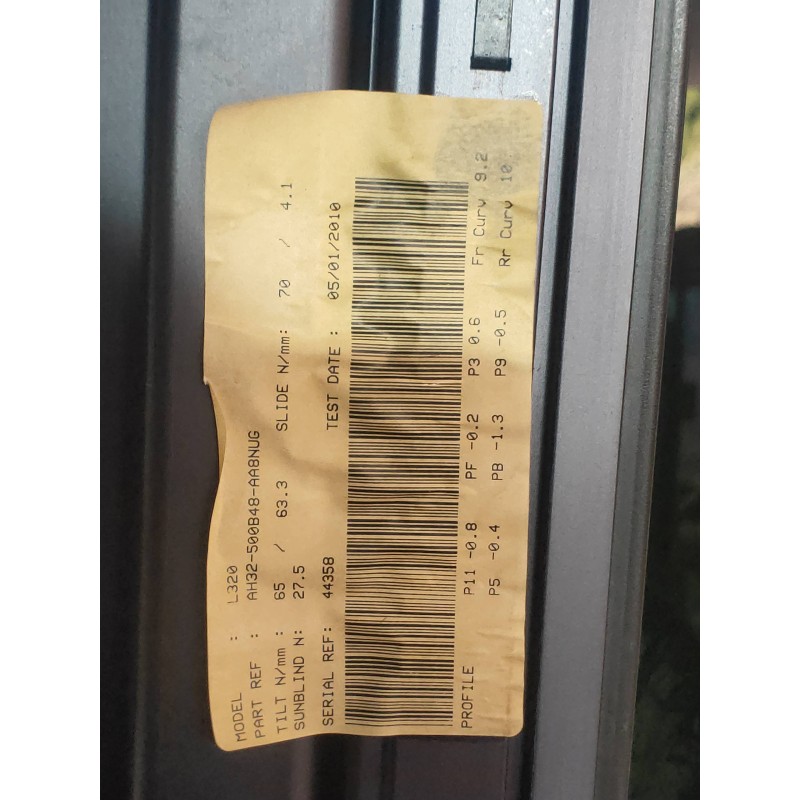 MODEL : L320
PART REF : AH32-500B48-AA8NUG
TILT N/mm : 65 / 63.3 SLIDE N/mm: 70 / 4.1
SUNBLIND N: 27.5
SERIAL REF: 44358 TEST DATE : 05/01/2010
PROFILE P11 -0.8 PF -0.2 P3 0.6 Fr Curv 9.2
P5 -0.4 PB -1.3 P9 -0.5 Rr Curv 10